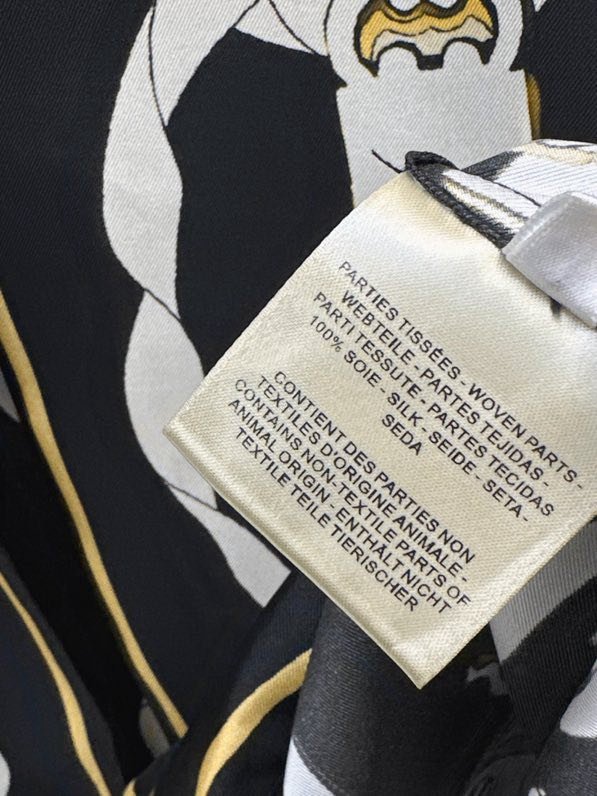 PARTIES TISSÉES - WOVEN PARTS -
WEBTEILE - PARTES TEJIDAS -
PARTI TESSUTE - PARTES TECIDAS
100% SOIE - SILK - SEIDE - SETA -
SEDA
CONTIENT DES PARTIES NON
TEXTILES D'ORIGINE ANIMALE -
CONTAINS NON-TEXTILE PARTS OF
ANIMAL ORIGIN - ENTHÄLT NICHT
TEXTILE TEILE TIERISCHER